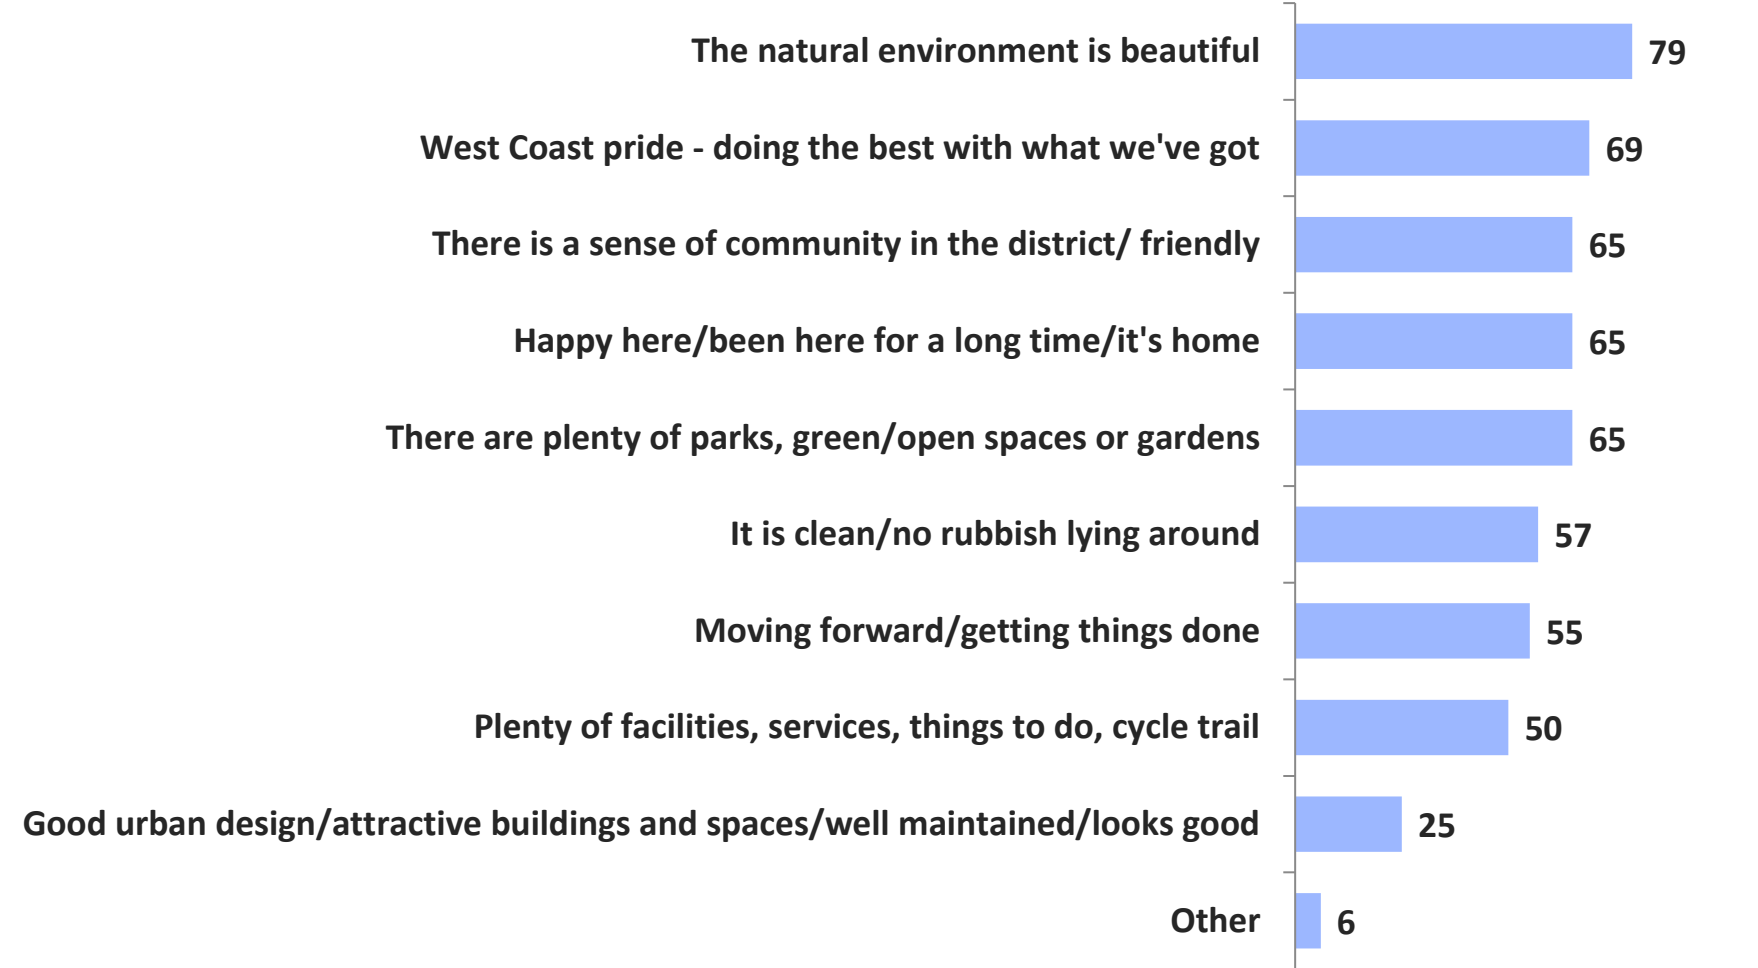 The natural environment is beautiful 79
West Coast pride - doing the best with what we've got 69
There is a sense of community in the district/ friendly 65
Happy here/been here for a long time/it's home 65
There are plenty of parks, green/open spaces or gardens 65
It is clean/no rubbish lying around 57
Moving forward/getting things done 55
Plenty of facilities, services, things to do, cycle trail 50
Good urban design/attractive buildings and spaces/well maintained/looks good 25
Other 6